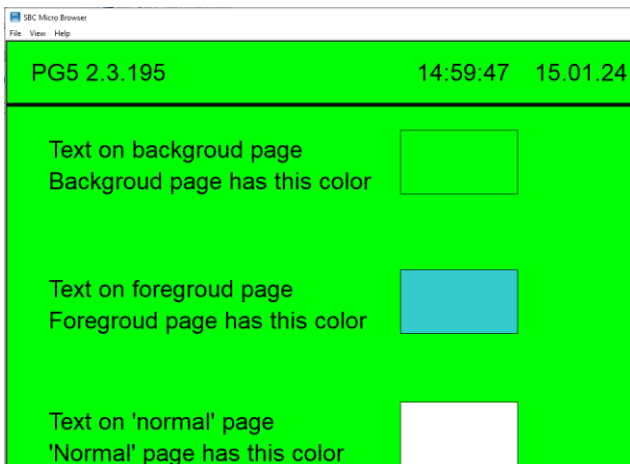 SBC Micro Browser
File View Help
PG5 2.3.195 14:59:47 15.01.24
Text on backgroud page
Backgroud page has this color
Text on foregroud page
Foregroud page has this color
Text on 'normal' page
'Normal' page has this color